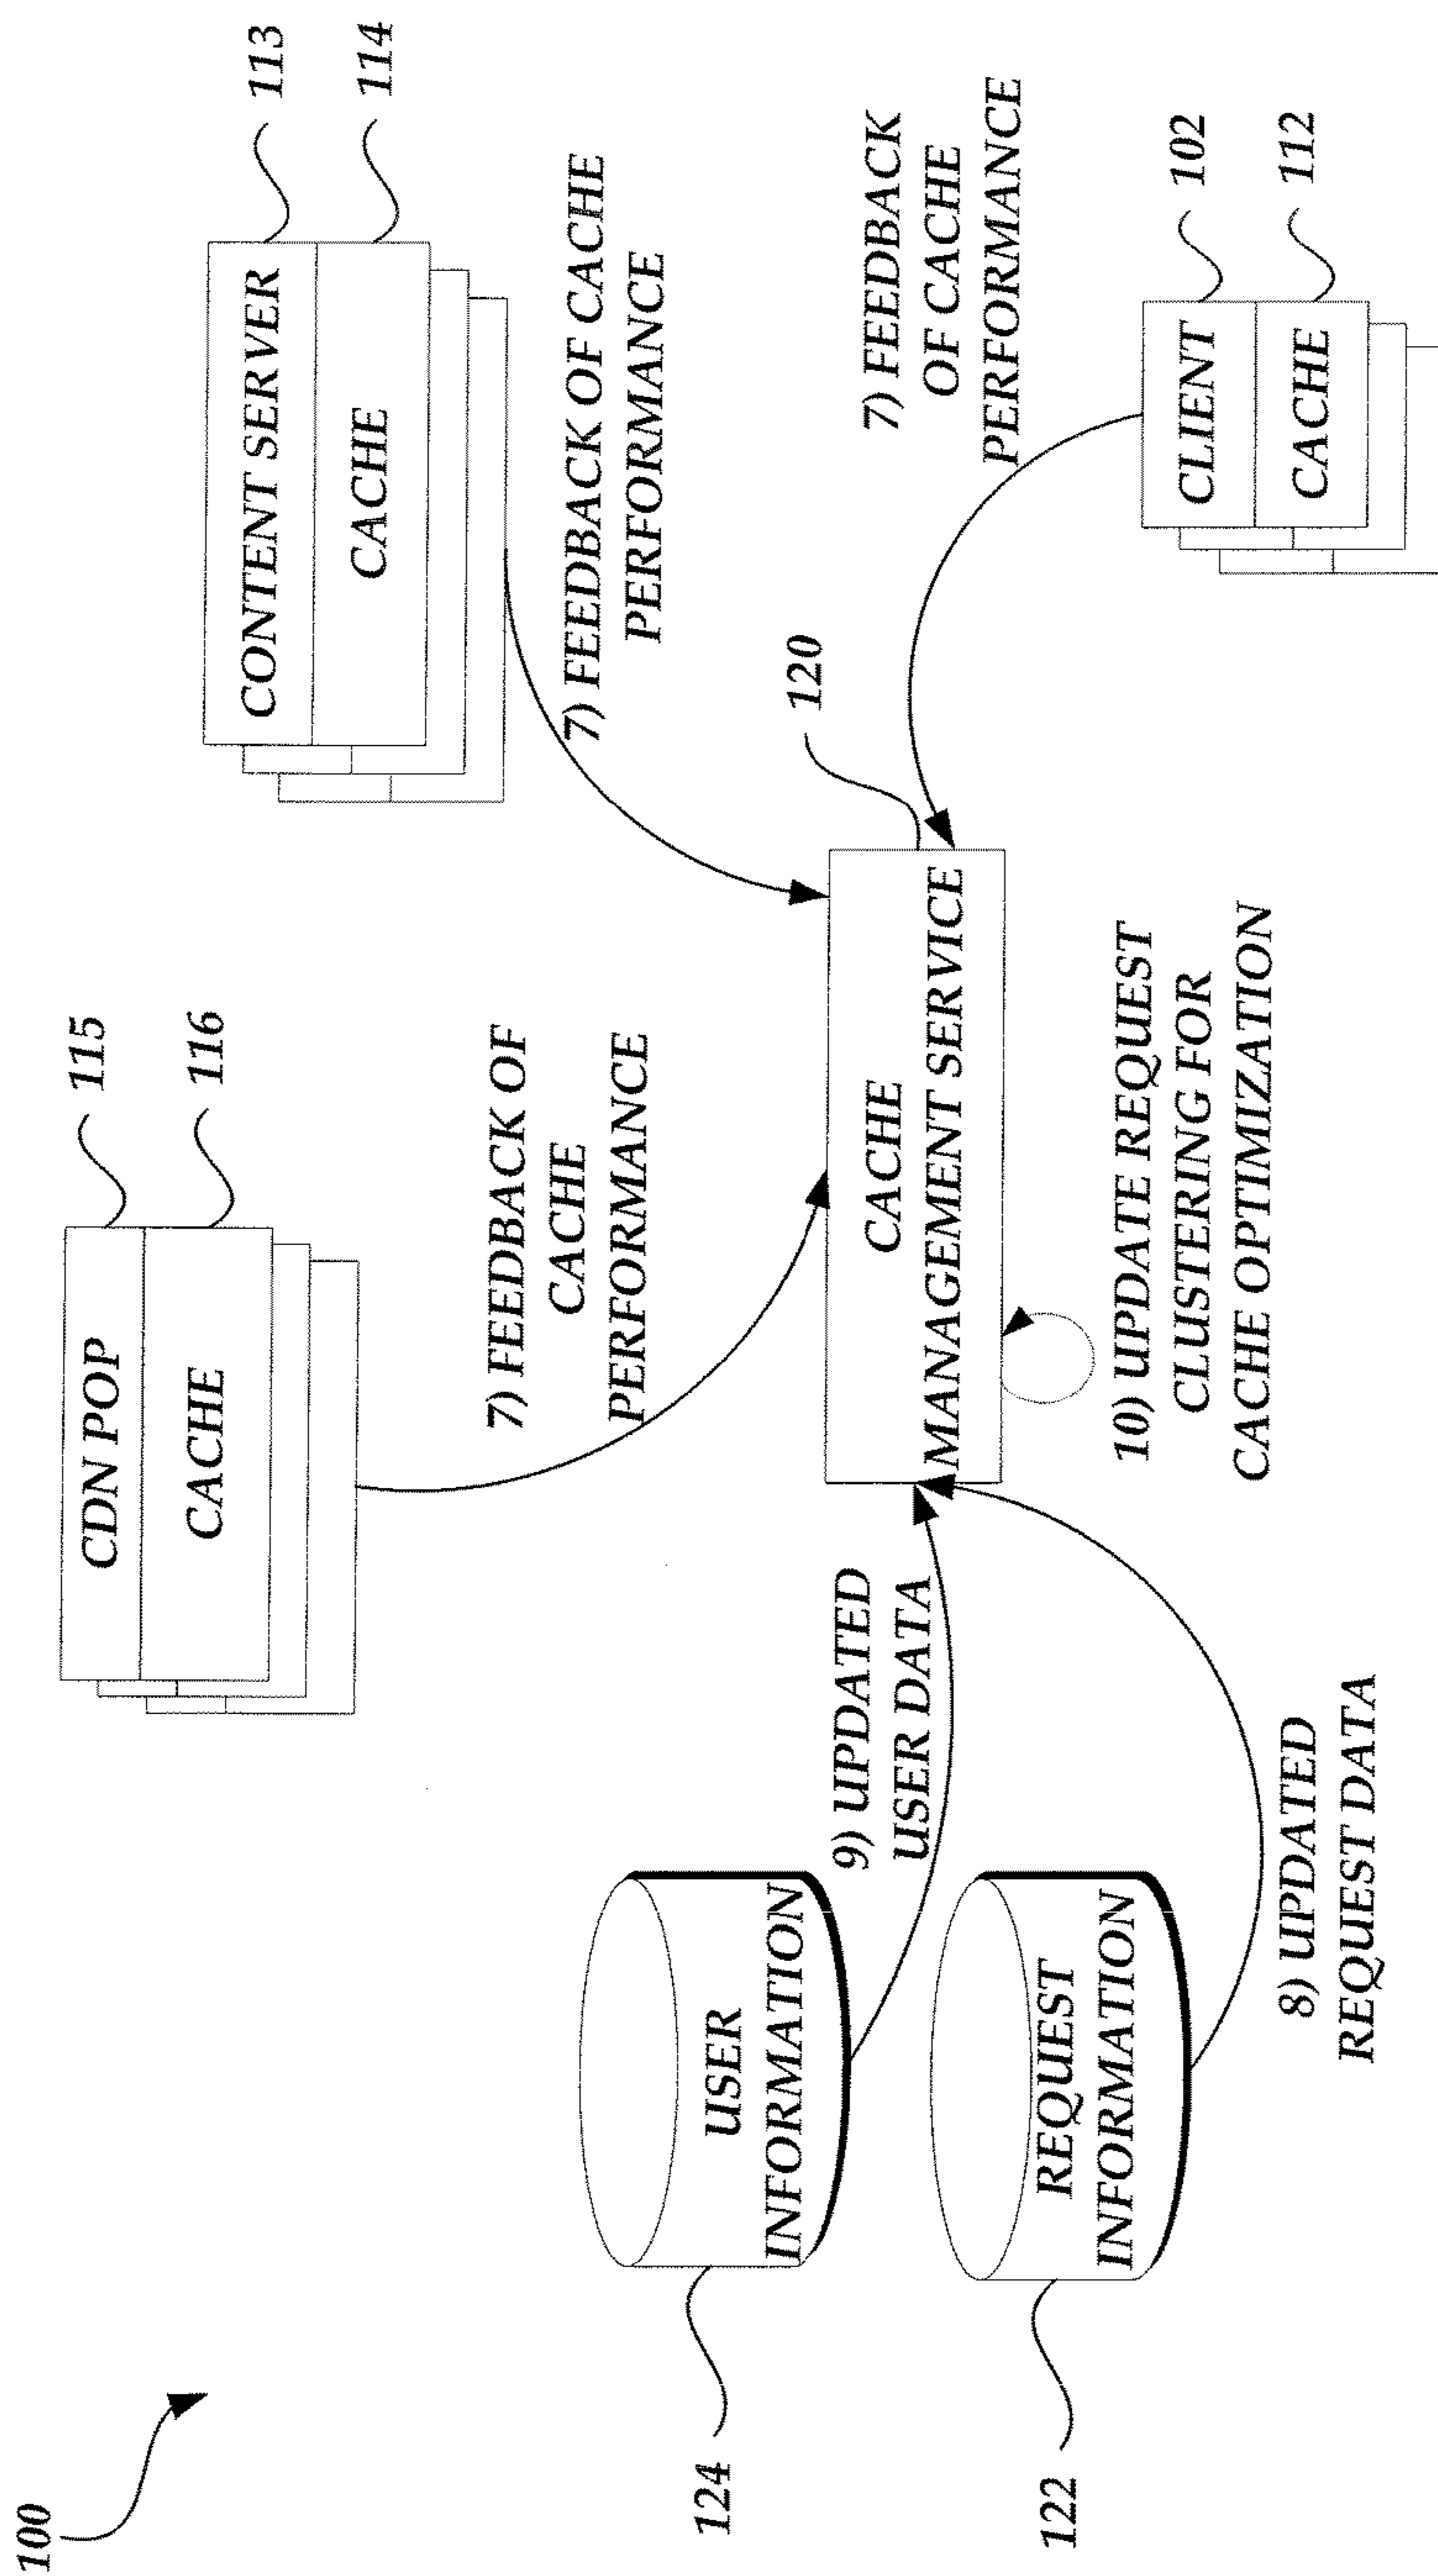 100
CDN POP
CACHE
115
116
CONTENT SERVER
CACHE
113
114
7) FEEDBACK OF
CACHE
PERFORMANCE
7) FEEDBACK OF CACHE
PERFORMANCE
USER
INFORMATION
124
9) UPDATED
USER DATA
CACHE
MANAGEMENT SERVICE
120
7) FEEDBACK
OF CACHE
PERFORMANCE
REQUEST
INFORMATION
122
8) UPDATED
REQUEST DATA
10) UPDATE REQUEST
CLUSTERING FOR
CACHE OPTIMIZATION
CLIENT
CACHE
102
112